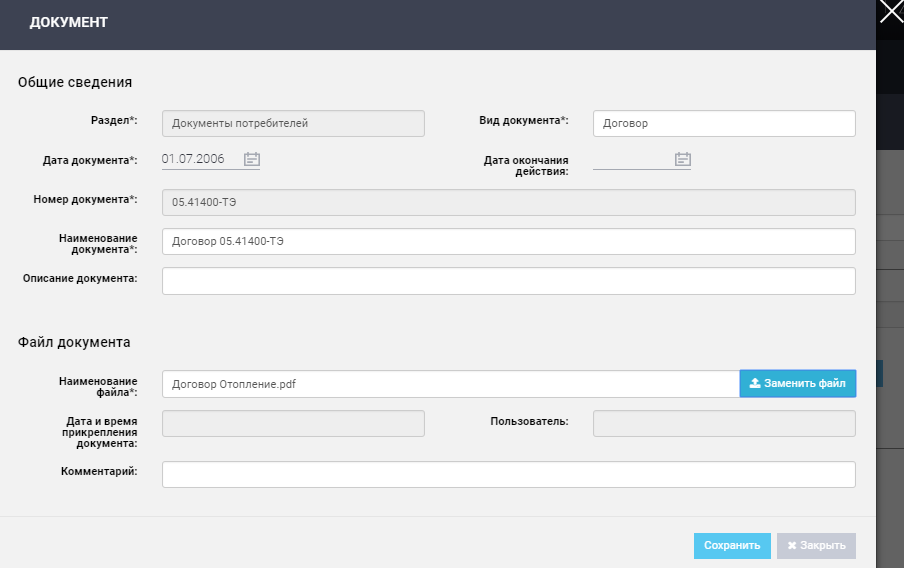 ДОКУМЕНТ
Общие сведения
Раздел*:
Документы потребителей
Вид документа*:
Договор
Дата документа*:
01.07.2006
Дата окончания
действия:
Номер документа*:
05.41400-ТЭ
Наименование
документа*:
Договор 05.41400-ТЭ
Описание документа:
Файл документа
Наименование
файла*:
Договор Отопление.pdf
Заменить файл
Дата и время
прикрепления
документа:
Пользователь:
Комментарий:
Сохранить
Закрыть